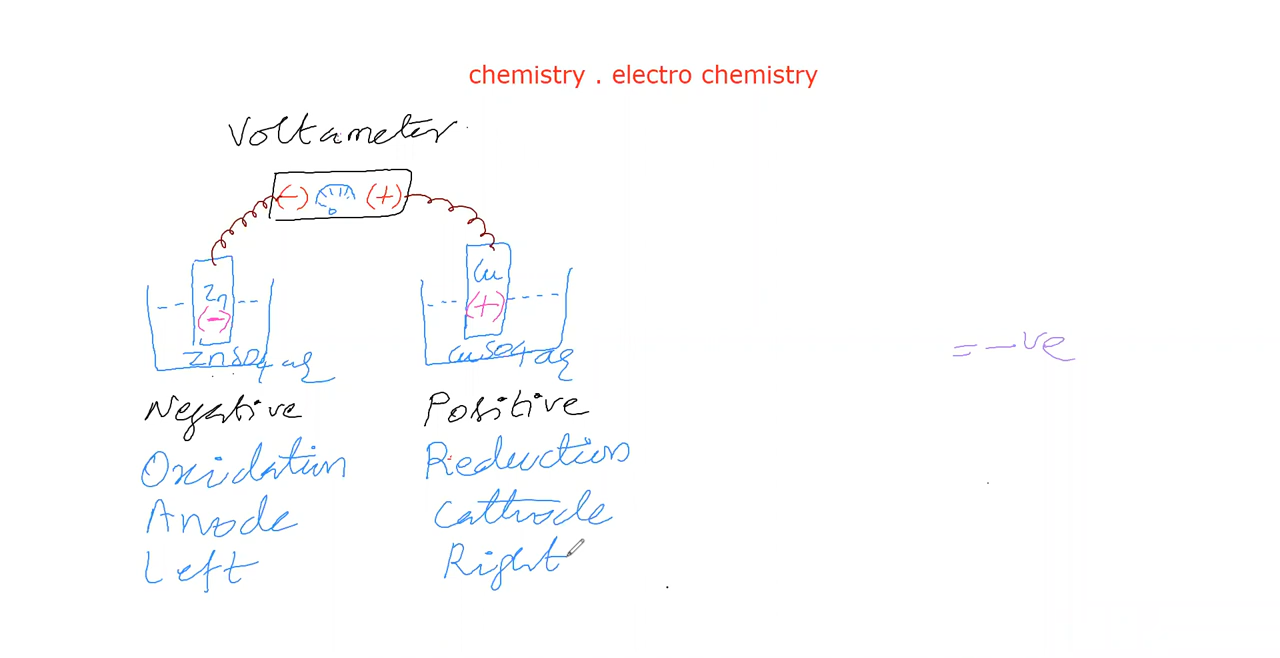 chemistry . electro chemistry
Voltameter
(-) (+)
Zn
(-)
Cu
(+)
ZnSO4 aq
CuSO4 aq
= -ve
Negative Positive
Oxidation Reduction
Anode Cathode
Left Right